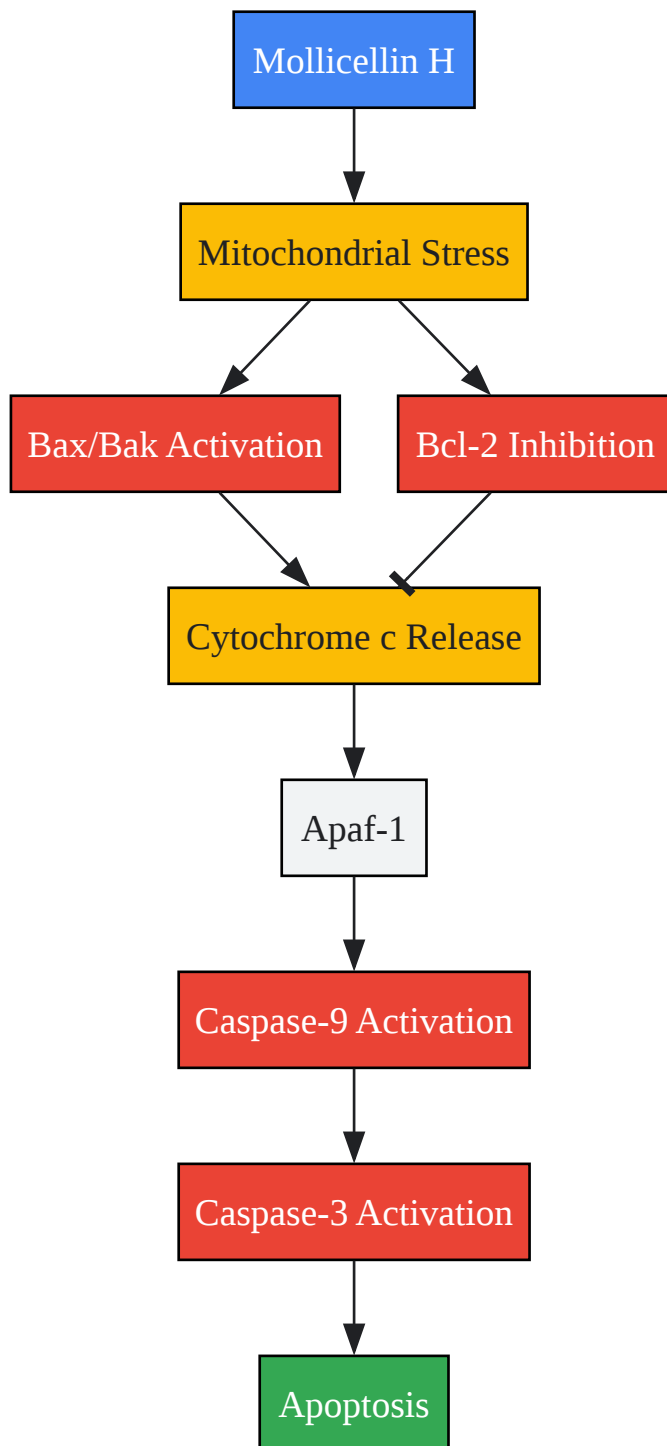 Mollicellin H
Mitochondrial Stress
Bax/Bak Activation
Bcl-2 Inhibition
Cytochrome c Release
Apaf-1
Caspase-9 Activation
Caspase-3 Activation
Apoptosis